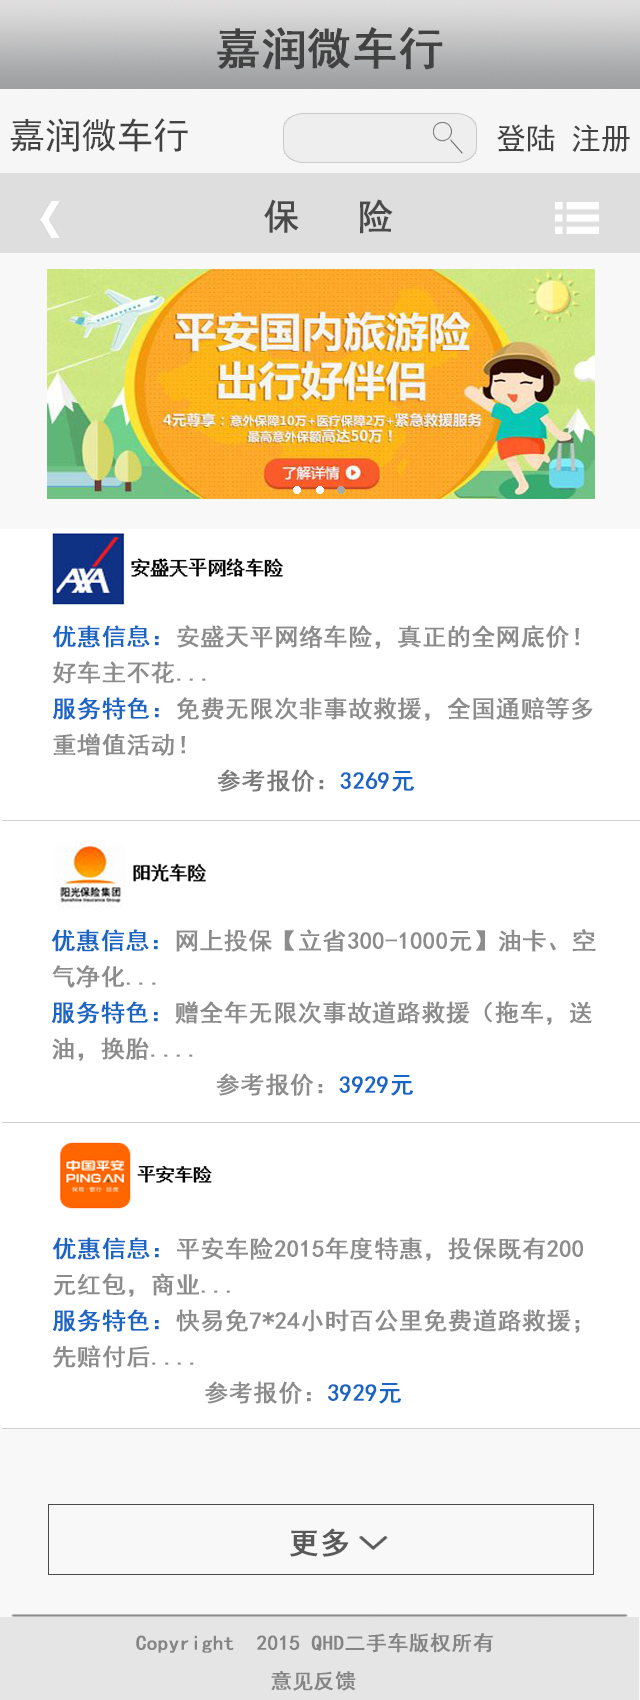 嘉润微车行
嘉润微车行 登陆 注册
保 险
平安国内旅游险
出行好伴侣
4元尊享：意外保障10万+医疗保障2万+紧急救援服务
最高意外保额高达50万！
了解详情
AXA
安盛天平网络车险
优惠信息：安盛天平网络车险，真正的全网底价！
好车主不花...
服务特色：免费无限次非事故救援，全国通赔等多
重增值活动！
参考报价：3269元
阳光保险集团
Sunshine Insurance Group
阳光车险
优惠信息：网上投保【立省300-1000元】油卡、空
气净化...
服务特色：赠全年无限次事故道路救援（拖车，送
油，换胎....
参考报价：3929元
中国平安
PING AN
保险·银行·投资
平安车险
优惠信息：平安车险2015年度特惠，投保既有200
元红包，商业...
服务特色：快易免7*24小时百公里免费道路救援；
先赔付后....
参考报价：3929元
更多
Copyright 2015 QHD二手车版权所有
意见反馈